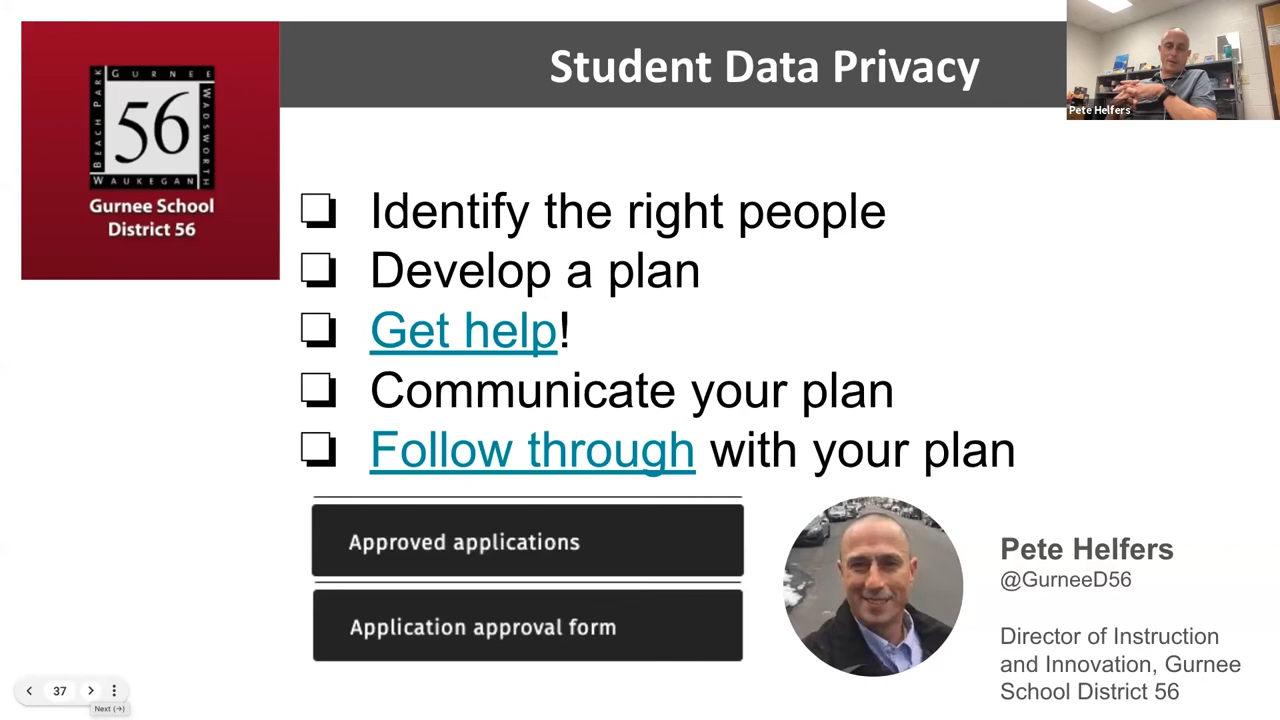 GURNEE
BEACH PARK
56
WADSWORTH
WAUKEGAN
Gurnee School
District 56
Student Data Privacy
Pete Helfers
Identify the right people
Develop a plan
Get help!
Communicate your plan
Follow through with your plan
Approved applications
Application approval form
Pete Helfers
@GurneeD56
Director of Instruction
and Innovation, Gurnee
School District 56
37
Next (→)